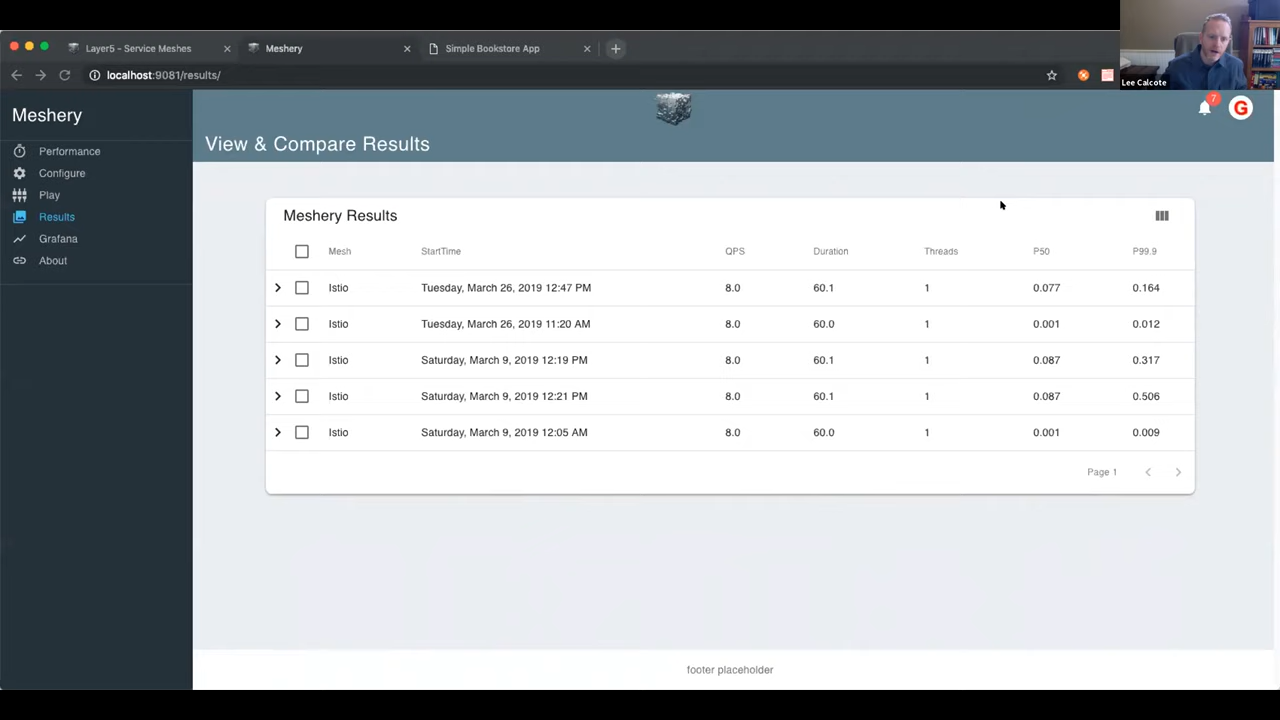 Layer5 - Service Meshes
Meshery
Simple Bookstore App
localhost:9081/results/
Lee Calcote
Meshery
7
G
View & Compare Results
Performance
Configure
Play
Results
Grafana
About
Meshery Results
Mesh StartTime QPS Duration Threads P50 P99.9
Istio Tuesday, March 26, 2019 12:47 PM 8.0 60.1 1 0.077 0.164
Istio Tuesday, March 26, 2019 11:20 AM 8.0 60.0 1 0.001 0.012
Istio Saturday, March 9, 2019 12:19 PM 8.0 60.1 1 0.087 0.317
Istio Saturday, March 9, 2019 12:21 PM 8.0 60.1 1 0.087 0.506
Istio Saturday, March 9, 2019 12:05 AM 8.0 60.0 1 0.001 0.009
Page 1
footer placeholder